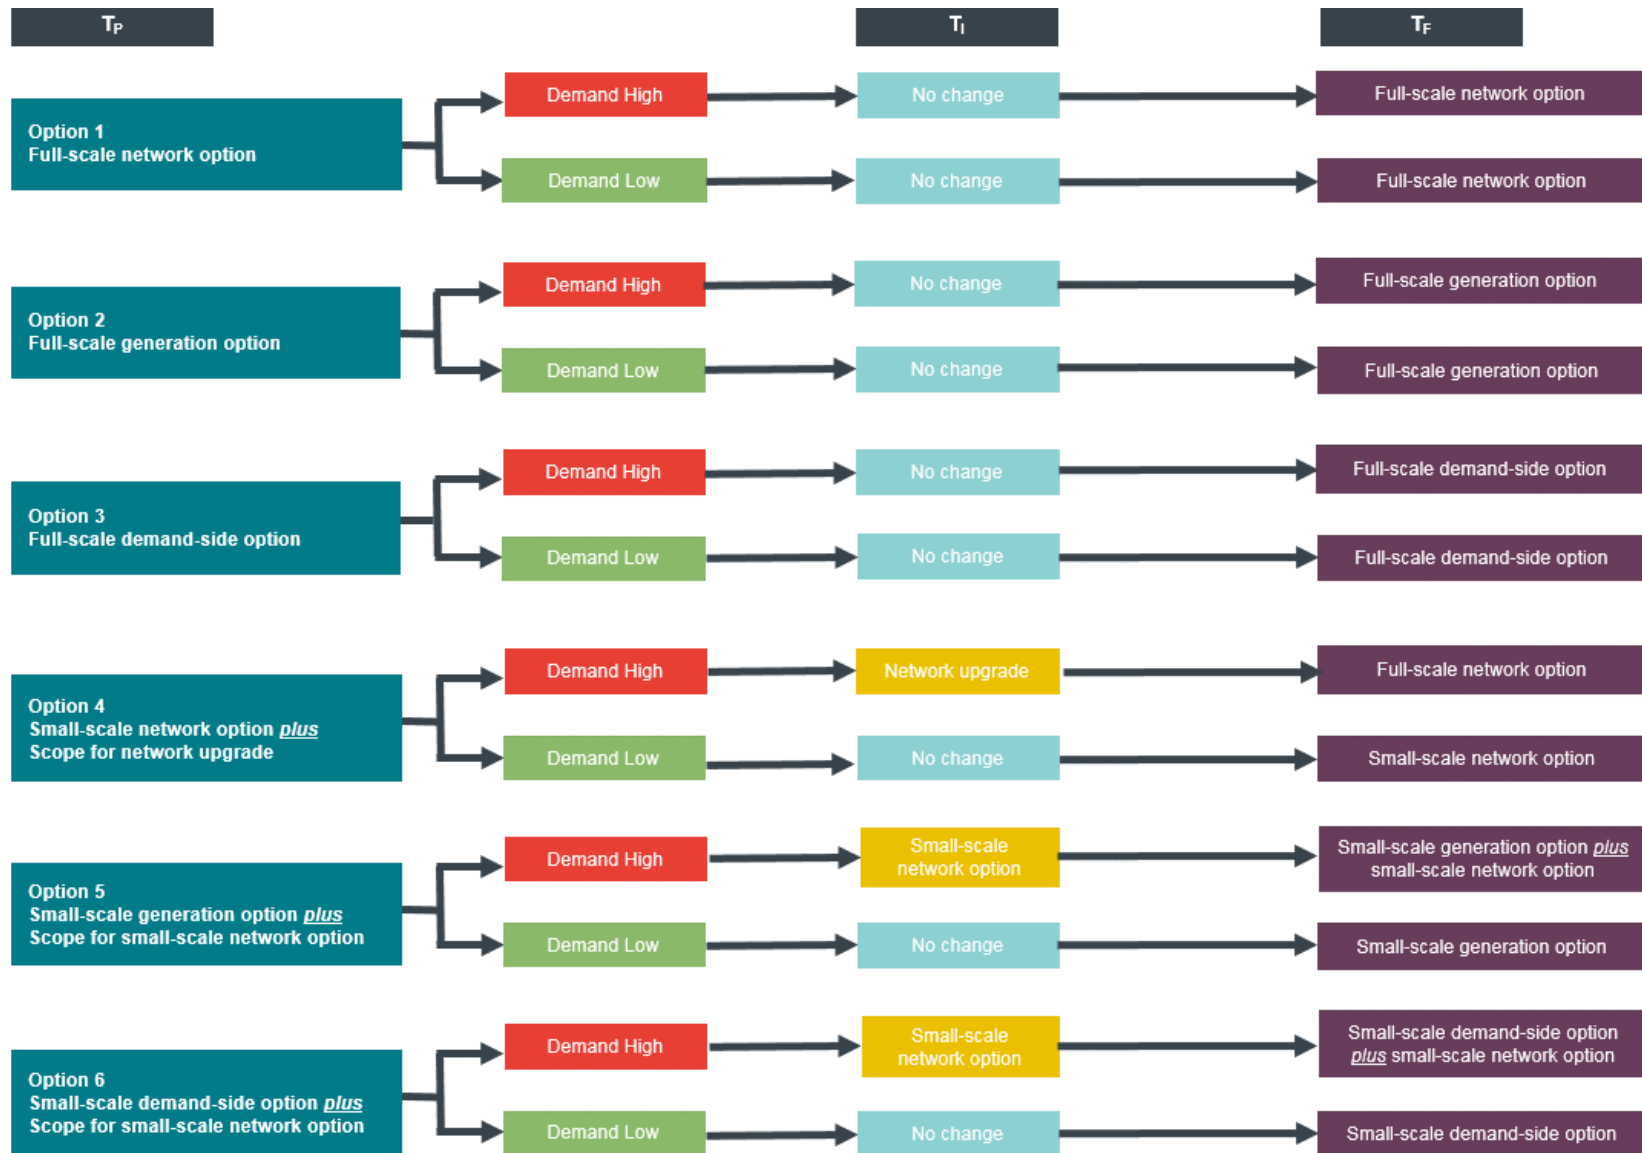 T_P
T_I
T_F
Option 1
Full-scale network option
Demand High
No change
Full-scale network option
Demand Low
No change
Full-scale network option
Option 2
Full-scale generation option
Demand High
No change
Full-scale generation option
Demand Low
No change
Full-scale generation option
Option 3
Full-scale demand-side option
Demand High
No change
Full-scale demand-side option
Demand Low
No change
Full-scale demand-side option
Option 4
Small-scale network option plus
Scope for network upgrade
Demand High
Network upgrade
Full-scale network option
Demand Low
No change
Small-scale network option
Option 5
Small-scale generation option plus
Scope for small-scale network option
Demand High
Small-scale
network option
Small-scale generation option plus
small-scale network option
Demand Low
No change
Small-scale generation option
Option 6
Small-scale demand-side option plus
Scope for small-scale network option
Demand High
Small-scale
network option
Small-scale demand-side option
plus small-scale network option
Demand Low
No change
Small-scale demand-side option